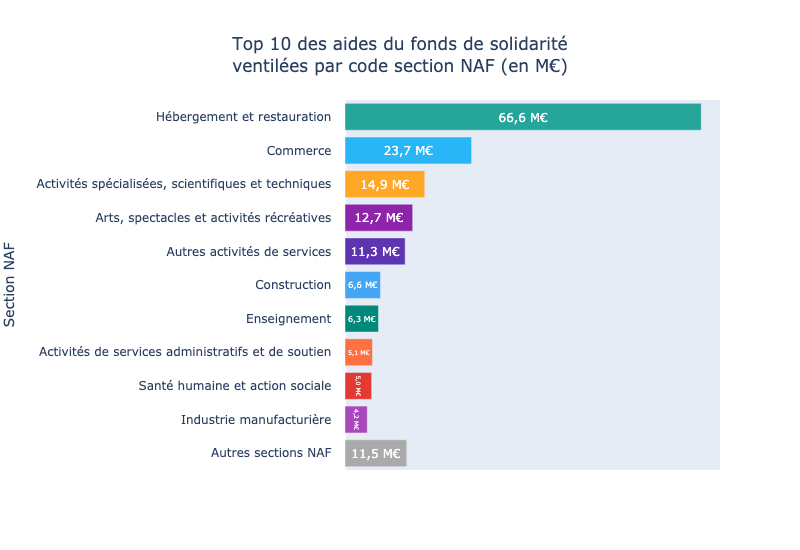 Top 10 des aides du fonds de solidarité
ventilées par code section NAF (en M€)
Section NAF
Hébergement et restauration 66,6 M€
Commerce 23,7 M€
Activités spécialisées, scientifiques et techniques 14,9 M€
Arts, spectacles et activités récréatives 12,7 M€
Autres activités de services 11,3 M€
Construction 6,6 M€
Enseignement 6,3 M€
Activités de services administratifs et de soutien 5,1 M€
Santé humaine et action sociale 5,0 M€
Industrie manufacturière 4,2 M€
Autres sections NAF 11,5 M€